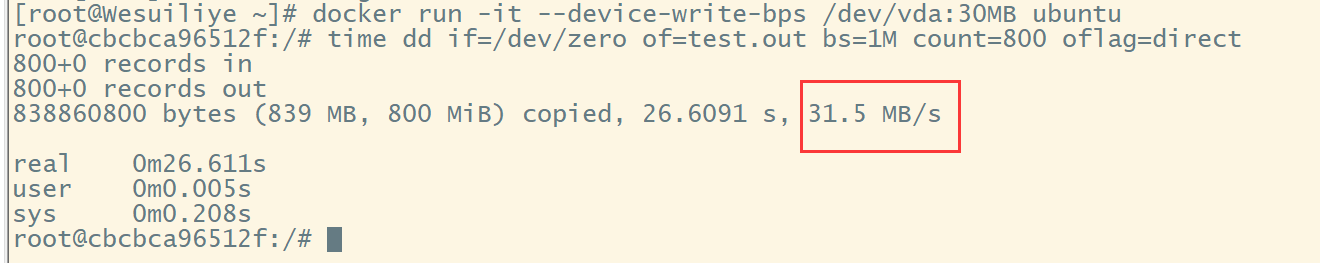 [root@Wesuiliye ~]# docker run -it --device-write-bps /dev/vda:30MB ubuntu
root@cbcbca96512f:/# time dd if=/dev/zero of=test.out bs=1M count=800 oflag=direct
800+0 records in
800+0 records out
838860800 bytes (839 MB, 800 MiB) copied, 26.6091 s, 31.5 MB/s
real    0m26.611s
user    0m0.005s
sys     0m0.208s
root@cbcbca96512f:/#